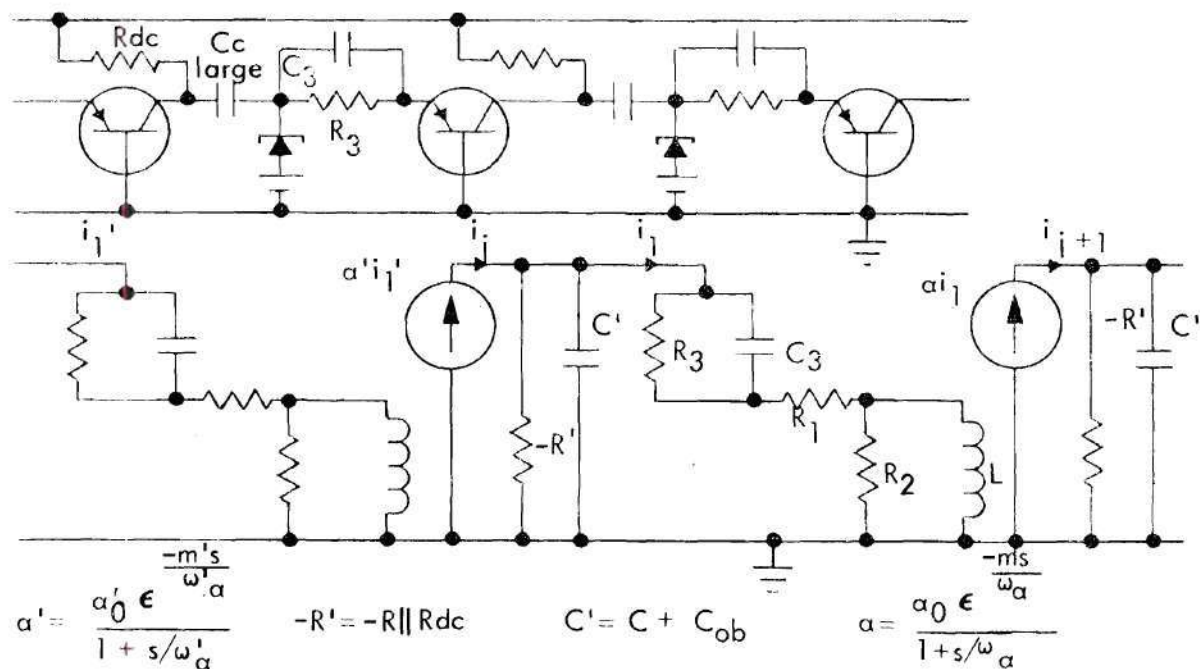 Rdc
Cc
large
C3
R3
i1'
α'i1'
ij
i1
C'
-R'
R3
C3
R1
R2
L
αi1
ij+1
-R'
C'
α' = α0' ϵ^(-m's/ω'α) / (1 + s/ω'α)
-R' = -R || Rdc
C' = C + Cob
α = α0 ϵ^(-ms/ωα) / (1 + s/ωα)